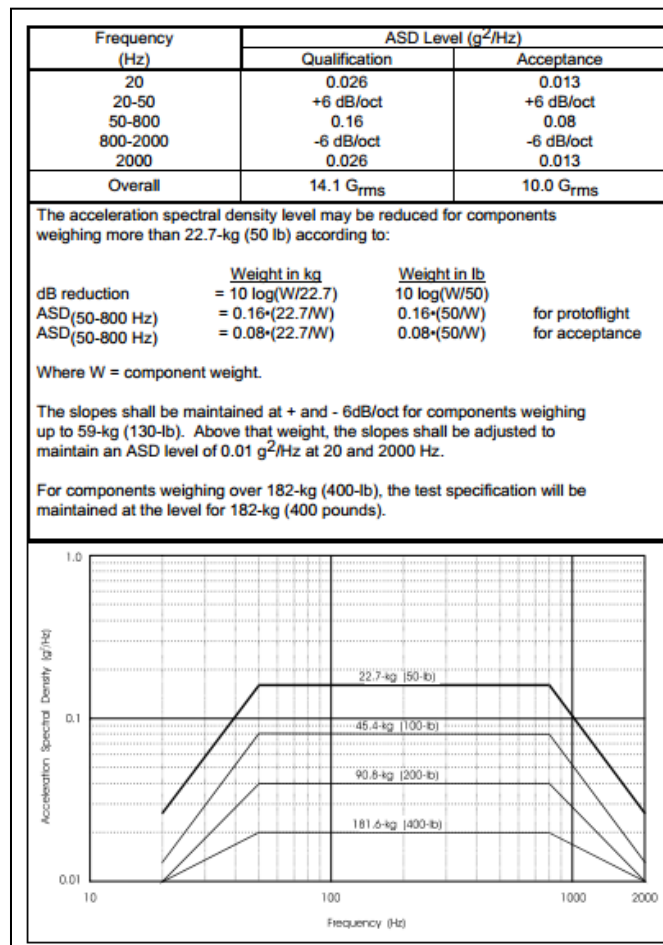 Frequency ASD Level (g²/Hz)
(Hz) Qualification Acceptance
20 0.026 0.013
20-50 +6 dB/oct +6 dB/oct
50-800 0.16 0.08
800-2000 -6 dB/oct -6 dB/oct
2000 0.026 0.013
Overall 14.1 Grms 10.0 Grms
The acceleration spectral density level may be reduced for components
weighing more than 22.7-kg (50 lb) according to:
Weight in kg Weight in lb
dB reduction = 10 log(W/22.7) 10 log(W/50)
ASD(50-800 Hz) = 0.16•(22.7/W) 0.16•(50/W) for protoflight
ASD(50-800 Hz) = 0.08•(22.7/W) 0.08•(50/W) for acceptance
Where W = component weight.
The slopes shall be maintained at + and - 6dB/oct for components weighing
up to 59-kg (130-lb). Above that weight, the slopes shall be adjusted to
maintain an ASD level of 0.01 g²/Hz at 20 and 2000 Hz.
For components weighing over 182-kg (400-lb), the test specification will be
maintained at the level for 182-kg (400 pounds).
1.0
22.7-kg (50-lb)
0.1
45.4-kg (100-lb)
90.8-kg (200-lb)
181.6-kg (400-lb)
0.01
10 100 1000 2000
Frequency (Hz)
Acceleration Spectral Density (g²/Hz)